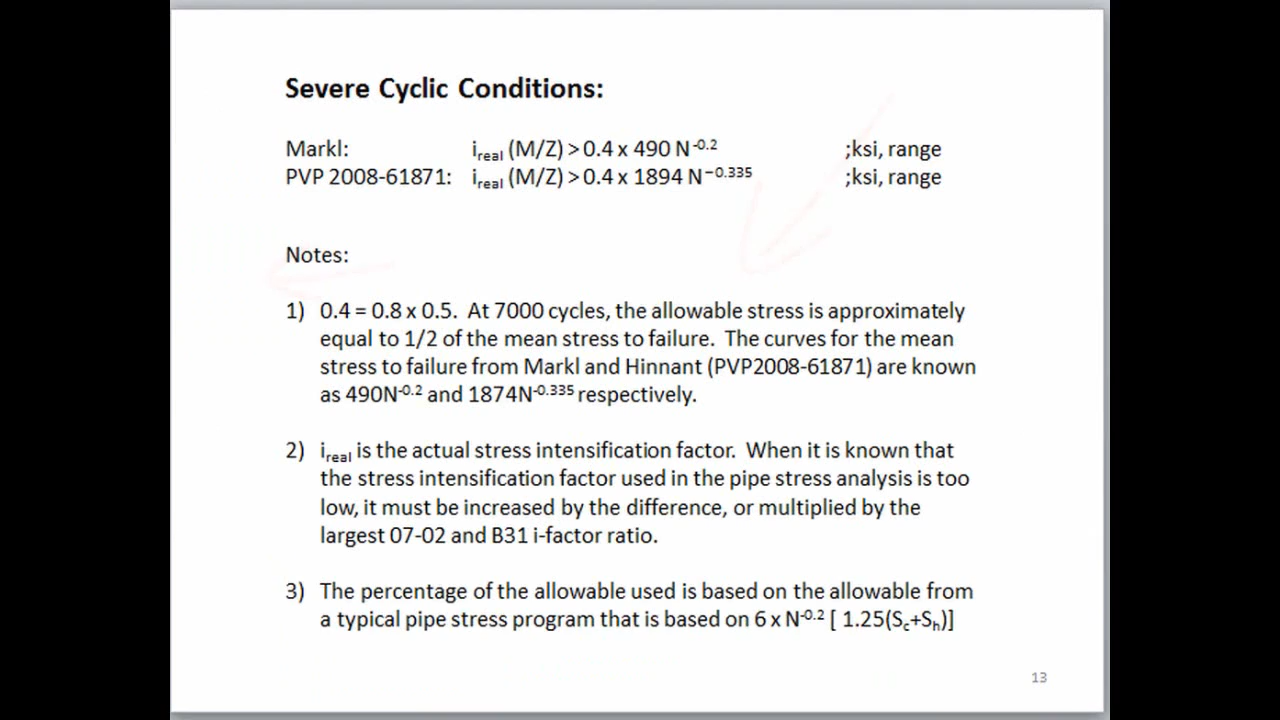 Severe Cyclic Conditions:
Markl: i_real (M/Z) > 0.4 x 490 N^-0.2 ;ksi, range
PVP 2008-61871: i_real (M/Z) > 0.4 x 1894 N^-0.335 ;ksi, range
Notes:
1) 0.4 = 0.8 x 0.5. At 7000 cycles, the allowable stress is approximately
equal to 1/2 of the mean stress to failure. The curves for the mean
stress to failure from Markl and Hinnant (PVP2008-61871) are known
as 490N^-0.2 and 1874N^-0.335 respectively.
2) i_real is the actual stress intensification factor. When it is known that
the stress intensification factor used in the pipe stress analysis is too
low, it must be increased by the difference, or multiplied by the
largest 07-02 and B31 i-factor ratio.
3) The percentage of the allowable used is based on the allowable from
a typical pipe stress program that is based on 6 x N^-0.2 [ 1.25(S_c+S_h)]
13